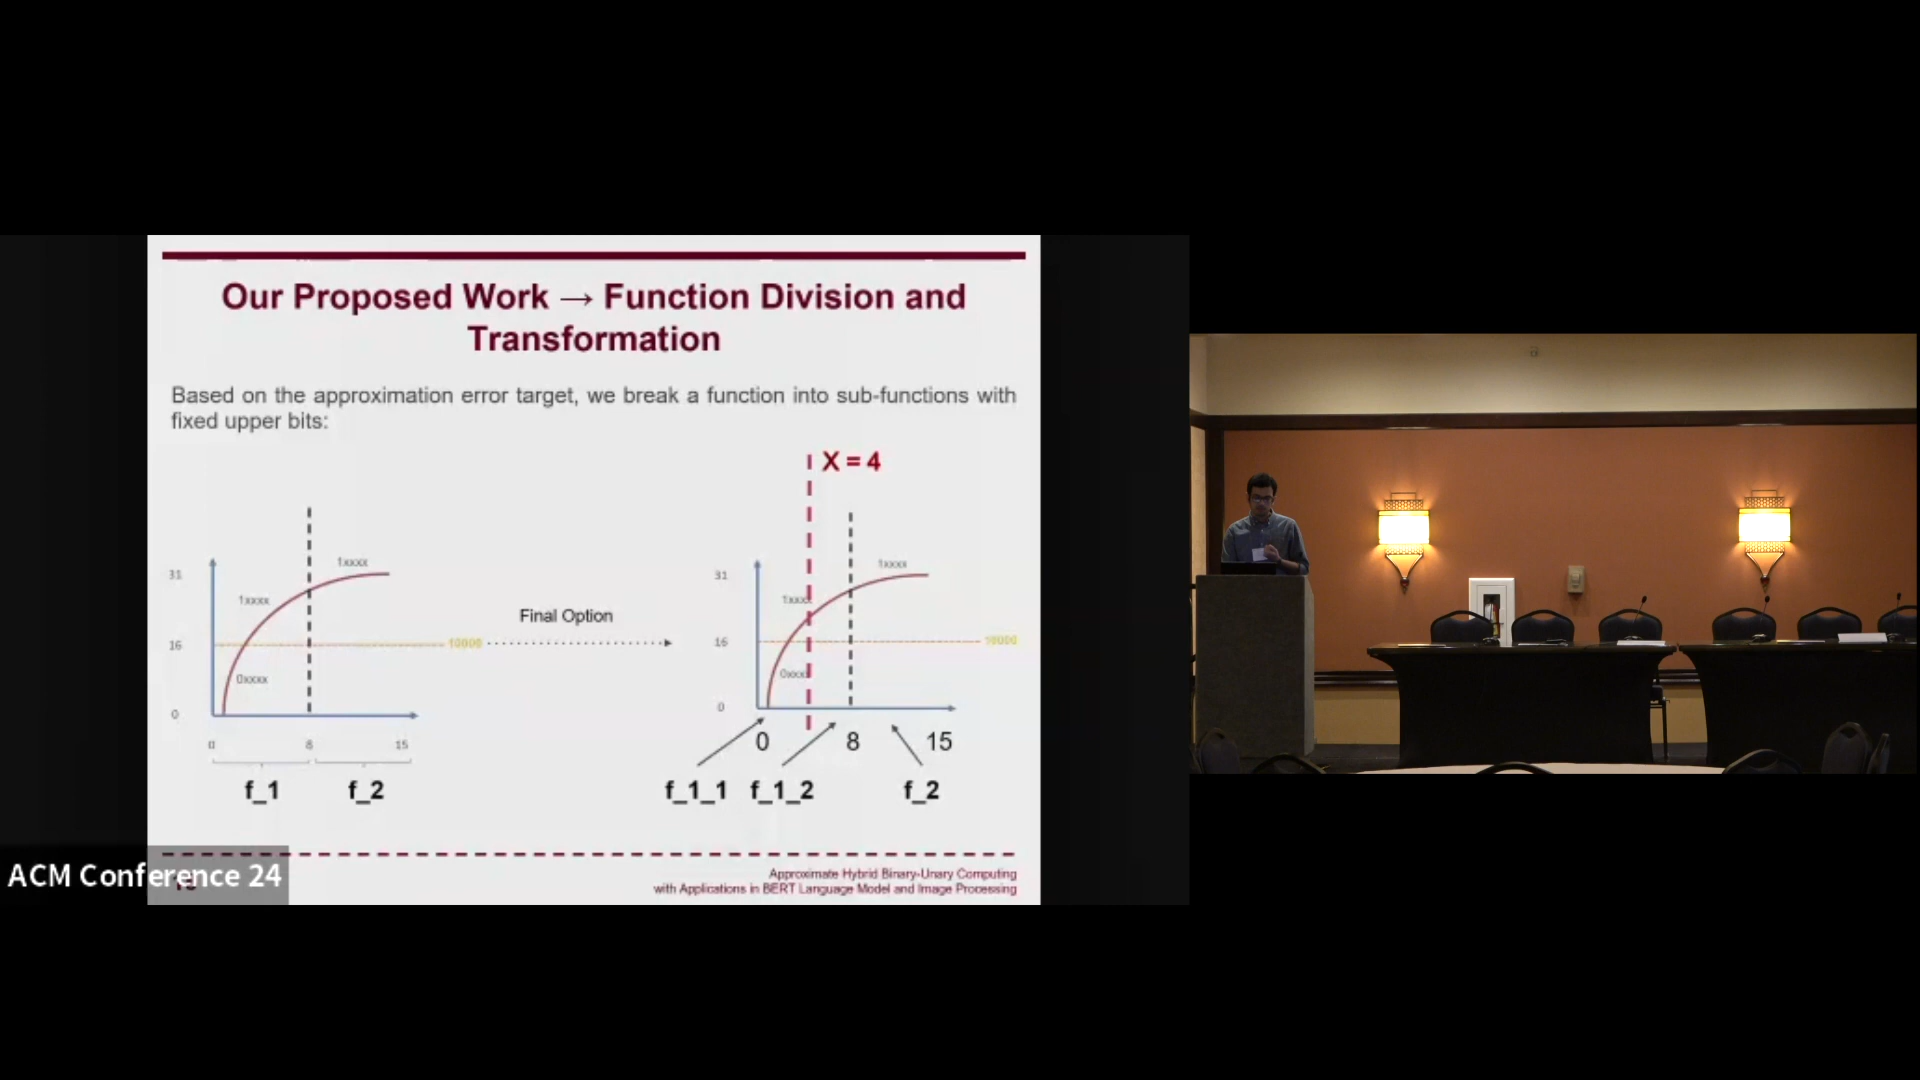 Our Proposed Work → Function Division and
Transformation
Based on the approximation error target, we break a function into sub-functions with
fixed upper bits:
X = 4
1xxxx
1xxxx
31
1xxxx
16
10000
0xxxx
0
0
8
15
f_1
f_2
Final Option
31
1xxxx
16
10000
0xxxx
0
0
8
15
f_1_1
f_1_2
f_2
ACM Conference 24
Approximate Hybrid Binary-Unary Computing
with Applications in BERT Language Model and Image Processing